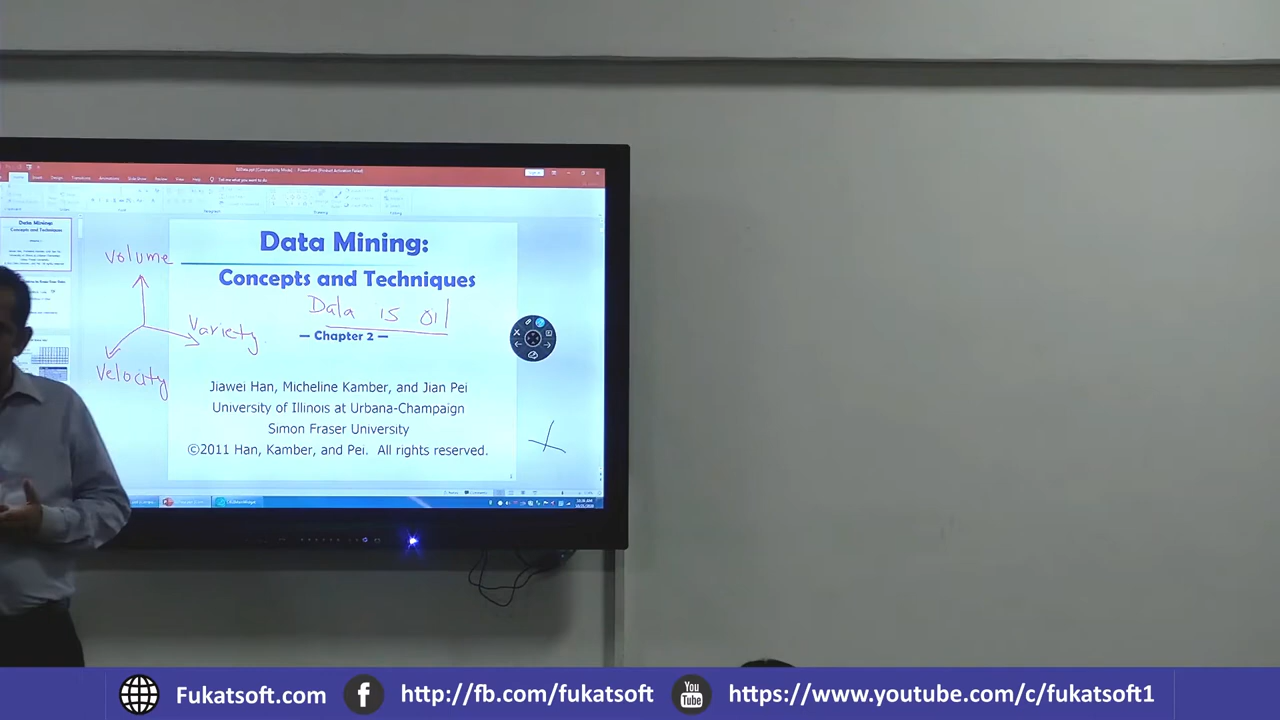 Data Mining:
Concepts and Techniques
Data is oil
— Chapter 2 —
volume
Variety
Velocity
Jiawei Han, Micheline Kamber, and Jian Pei
University of Illinois at Urbana-Champaign
Simon Fraser University
©2011 Han, Kamber, and Pei. All rights reserved.
Fukatsoft.com
f
http://fb.com/fukatsoft
You
Tube
https://www.youtube.com/c/fukatsoft1